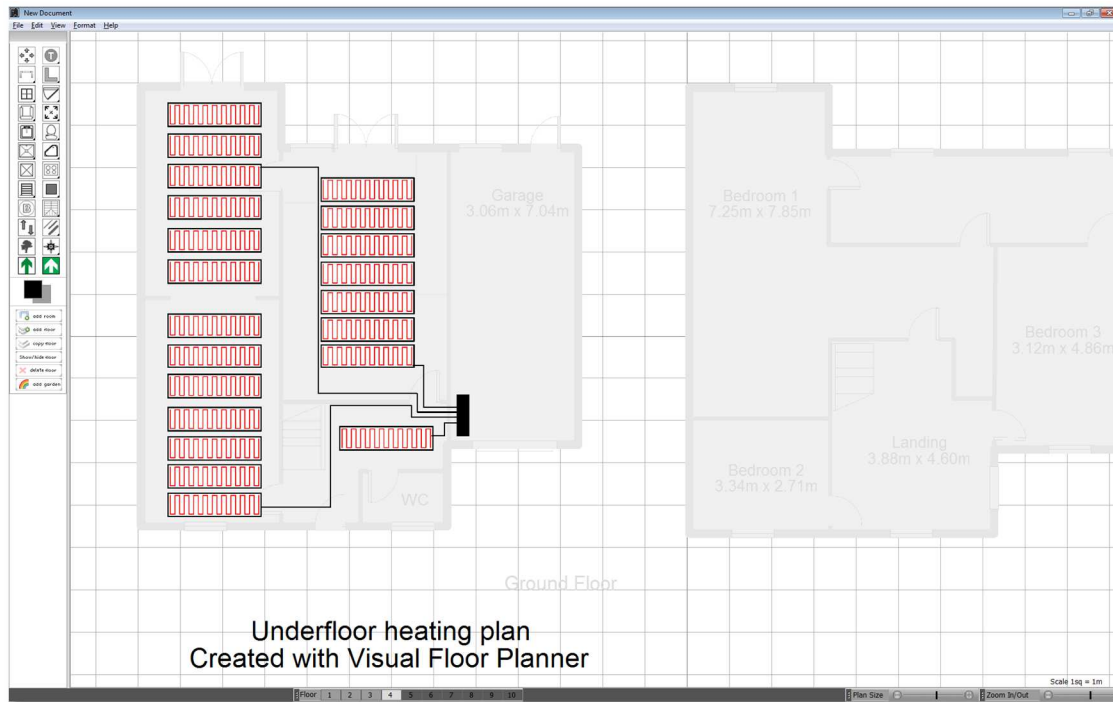 New Document
File Edit View Format Help
T
B
add room
add floor
copy floor
Show/hide floor
delete floor
add garden
Garage
3.06m x 7.04m
WC
Ground Floor
Bedroom 1
7.25m x 7.85m
Bedroom 3
3.12m x 4.86m
Landing
3.88m x 4.60m
Bedroom 2
3.34m x 2.71m
Underfloor heating plan
Created with Visual Floor Planner
Scale 1sq = 1m
Floor 1 2 3 4 5 6 7 8 9 10
Plan Size
Zoom In/Out